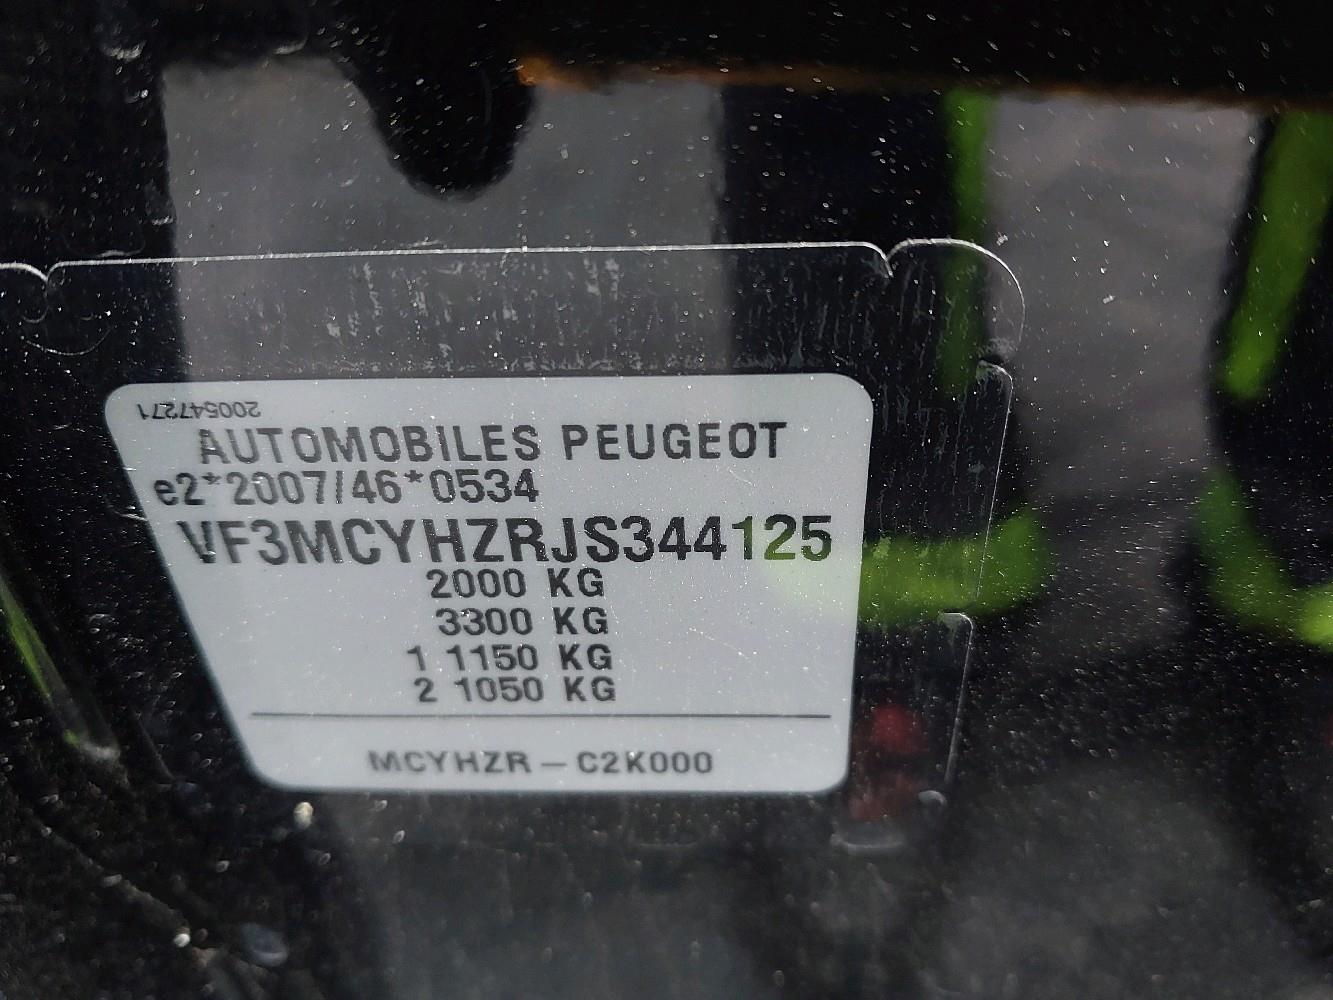 200547271
AUTOMOBILES PEUGEOT
e2*2007/46*0534
VF3MCYHZRJS344125
2000 KG
3300 KG
1 1150 KG
2 1050 KG
MCYHZR – C2K000